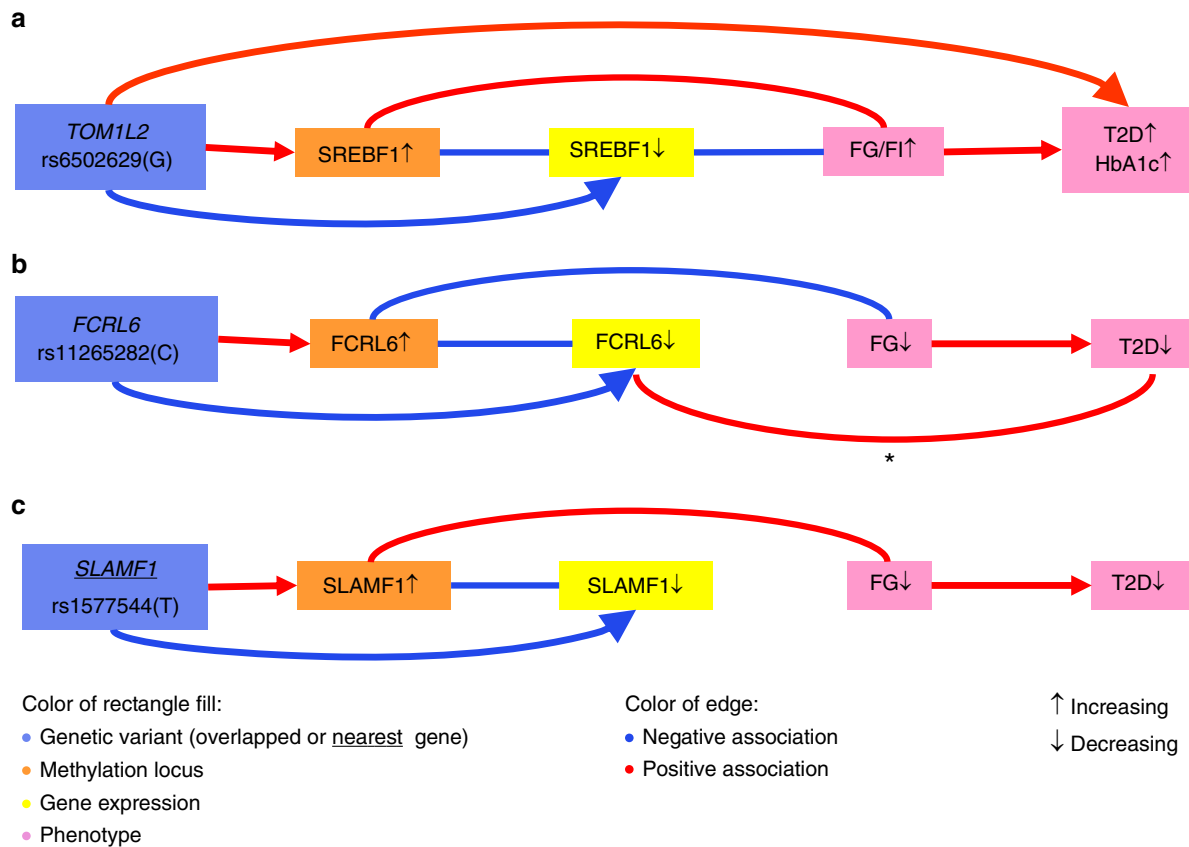 a
TOM1L2
rs6502629(G)
SREBF1↑
SREBF1↓
FG/FI↑
T2D↑
HbA1c↑
b
FCRL6
rs11265282(C)
FCRL6↑
FCRL6↓
FG↓
T2D↓
*
c
SLAMF1
rs1577544(T)
SLAMF1↑
SLAMF1↓
FG↓
T2D↓
Color of rectangle fill:
Genetic variant (overlapped or nearest gene)
Methylation locus
Gene expression
Phenotype
Color of edge:
Negative association
Positive association
↑ Increasing
↓ Decreasing